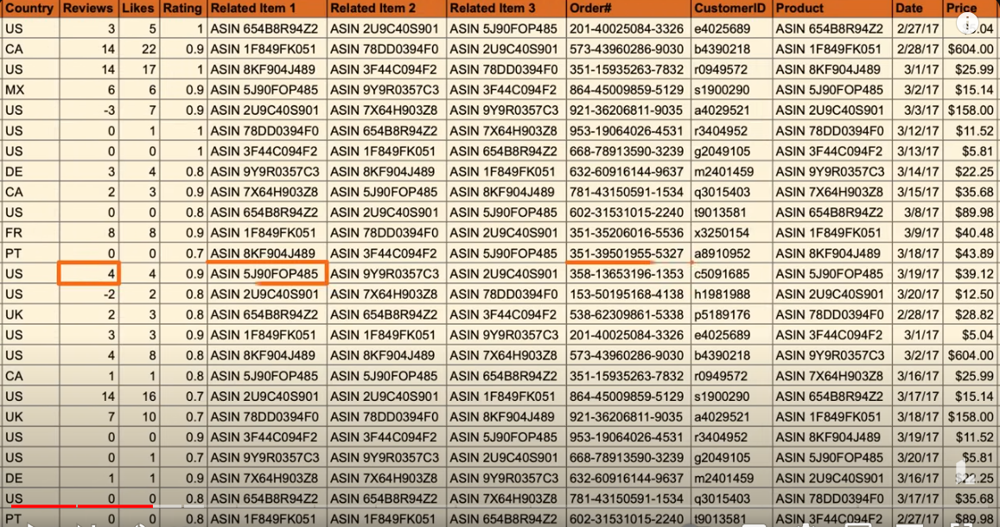 Country Reviews Likes Rating Related Item 1 Related Item 2 Related Item 3 Order# CustomerID Product Date Price
US 3 5 1 ASIN 654B8R94Z2 ASIN 2U9C40S901 ASIN 5J90FOP485 201-40025084-3326 e4025689 ASIN 654B8R94Z2 2/27/17 .04
CA 14 22 0.9 ASIN 1F849FK051 ASIN 78DD0394F0 ASIN 2U9C40S901 573-43960286-9030 b4390218 ASIN 1F849FK051 2/28/17 $604.00
US 14 17 1 ASIN 8KF904J489 ASIN 3F44C094F2 ASIN 78DD0394F0 351-15935263-7832 r0949572 ASIN 8KF904J489 3/1/17 $25.99
MX 6 6 0.9 ASIN 5J90FOP485 ASIN 9Y9R0357C3 ASIN 3F44C094F2 864-45009859-5129 s1900290 ASIN 5J90FOP485 3/2/17 $15.14
US -3 7 0.9 ASIN 2U9C40S901 ASIN 7X64H903Z8 ASIN 9Y9R0357C3 921-36206811-9035 a4029521 ASIN 2U9C40S901 3/3/17 $158.00
US 0 1 1 ASIN 78DD0394F0 ASIN 654B8R94Z2 ASIN 7X64H903Z8 953-19064026-4531 r3404952 ASIN 78DD0394F0 3/12/17 $11.52
US 0 0 1 ASIN 3F44C094F2 ASIN 1F849FK051 ASIN 654B8R94Z2 668-78913590-3239 g2049105 ASIN 3F44C094F2 3/13/17 $5.81
DE 3 4 0.8 ASIN 9Y9R0357C3 ASIN 8KF904J489 ASIN 1F849FK051 632-60916144-9637 m2401459 ASIN 9Y9R0357C3 3/14/17 $22.25
CA 2 3 0.9 ASIN 7X64H903Z8 ASIN 5J90FOP485 ASIN 8KF904J489 781-43150591-1534 q3015403 ASIN 7X64H903Z8 3/15/17 $35.68
US 0 0 0.8 ASIN 654B8R94Z2 ASIN 2U9C40S901 ASIN 5J90FOP485 602-31531015-2240 t9013581 ASIN 654B8R94Z2 3/8/17 $89.98
FR 8 8 0.9 ASIN 1F849FK051 ASIN 78DD0394F0 ASIN 2U9C40S901 351-35206016-5536 x3250154 ASIN 1F849FK051 3/9/17 $40.48
PT 0 0 0.7 ASIN 8KF904J489 ASIN 3F44C094F2 ASIN 5J90FOP485 351-39501955-5327 a8910952 ASIN 8KF904J489 3/18/17 $43.89
US 4 4 0.9 ASIN 5J90FOP485 ASIN 9Y9R0357C3 ASIN 2U9C40S901 358-13653196-1353 c5091685 ASIN 5J90FOP485 3/19/17 $39.12
US -2 2 0.8 ASIN 2U9C40S901 ASIN 7X64H903Z8 ASIN 78DD0394F0 153-50195168-4138 h1981988 ASIN 2U9C40S901 3/20/17 $12.50
UK 2 3 0.8 ASIN 654B8R94Z2 ASIN 654B8R94Z2 ASIN 3F44C094F2 538-62309861-5338 p5189176 ASIN 78DD0394F0 2/28/17 $28.82
US 3 3 0.9 ASIN 1F849FK051 ASIN 1F849FK051 ASIN 9Y9R0357C3 201-40025084-3326 e4025689 ASIN 3F44C094F2 3/1/17 $5.04
US 4 8 0.8 ASIN 8KF904J489 ASIN 8KF904J489 ASIN 7X64H903Z8 573-43960286-9030 b4390218 ASIN 9Y9R0357C3 3/2/17 $604.00
CA 1 1 0.8 ASIN 5J90FOP485 ASIN 5J90FOP485 ASIN 654B8R94Z2 351-15935263-7832 r0949572 ASIN 7X64H903Z8 3/16/17 $25.99
US 14 16 0.7 ASIN 2U9C40S901 ASIN 2U9C40S901 ASIN 1F849FK051 864-45009859-5129 s1900290 ASIN 654B8R94Z2 3/17/17 $15.14
UK 7 10 0.7 ASIN 78DD0394F0 ASIN 78DD0394F0 ASIN 8KF904J489 921-36206811-9035 a4029521 ASIN 1F849FK051 3/18/17 $158.00
US 0 0 0.9 ASIN 3F44C094F2 ASIN 3F44C094F2 ASIN 5J90FOP485 953-19064026-4531 r3404952 ASIN 8KF904J489 3/19/17 $11.52
US 0 1 0.7 ASIN 9Y9R0357C3 ASIN 9Y9R0357C3 ASIN 2U9C40S901 668-78913590-3239 g2049105 ASIN 5J90FOP485 3/20/17 $5.81
DE 1 1 0.9 ASIN 7X64H903Z8 ASIN 7X64H903Z8 ASIN 9Y9R0357C3 632-60916144-9637 m2401459 ASIN 2U9C40S901 3/16/17 $22.25
US 0 0 0.8 ASIN 654B8R94Z2 ASIN 654B8R94Z2 ASIN 7X64H903Z8 781-43150591-1534 q3015403 ASIN 78DD0394F0 3/17/17 $35.68
PT 0 0 0.8 ASIN 1F849FK051 ASIN 1F849FK051 ASIN 654B8R94Z2 602-31531015-2240 t9013581 ASIN 3F44C094F2 2/27/17 $89.98